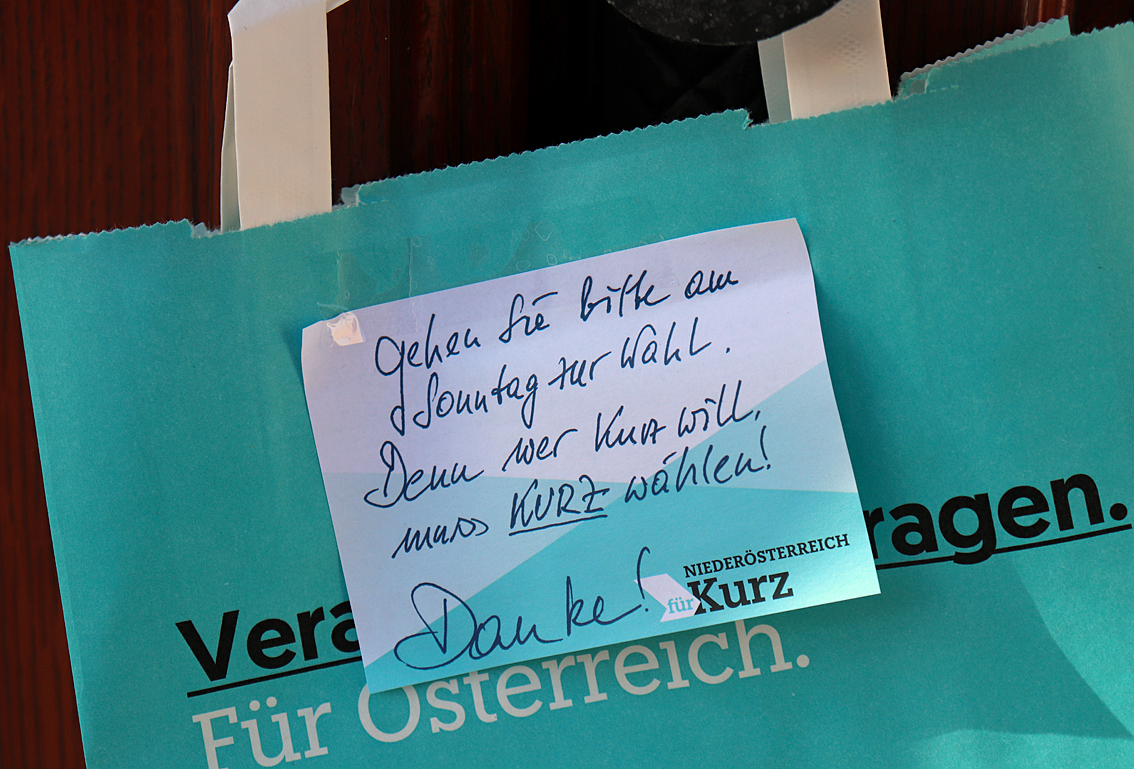 Gehen Sie bitte am
Sonntag zur Wahl.
Denn wer Kurz will,
muss KURZ wählen!
Danke!
NIEDERÖSTERREICH
für Kurz
Vera ragen.
Für Österreich.